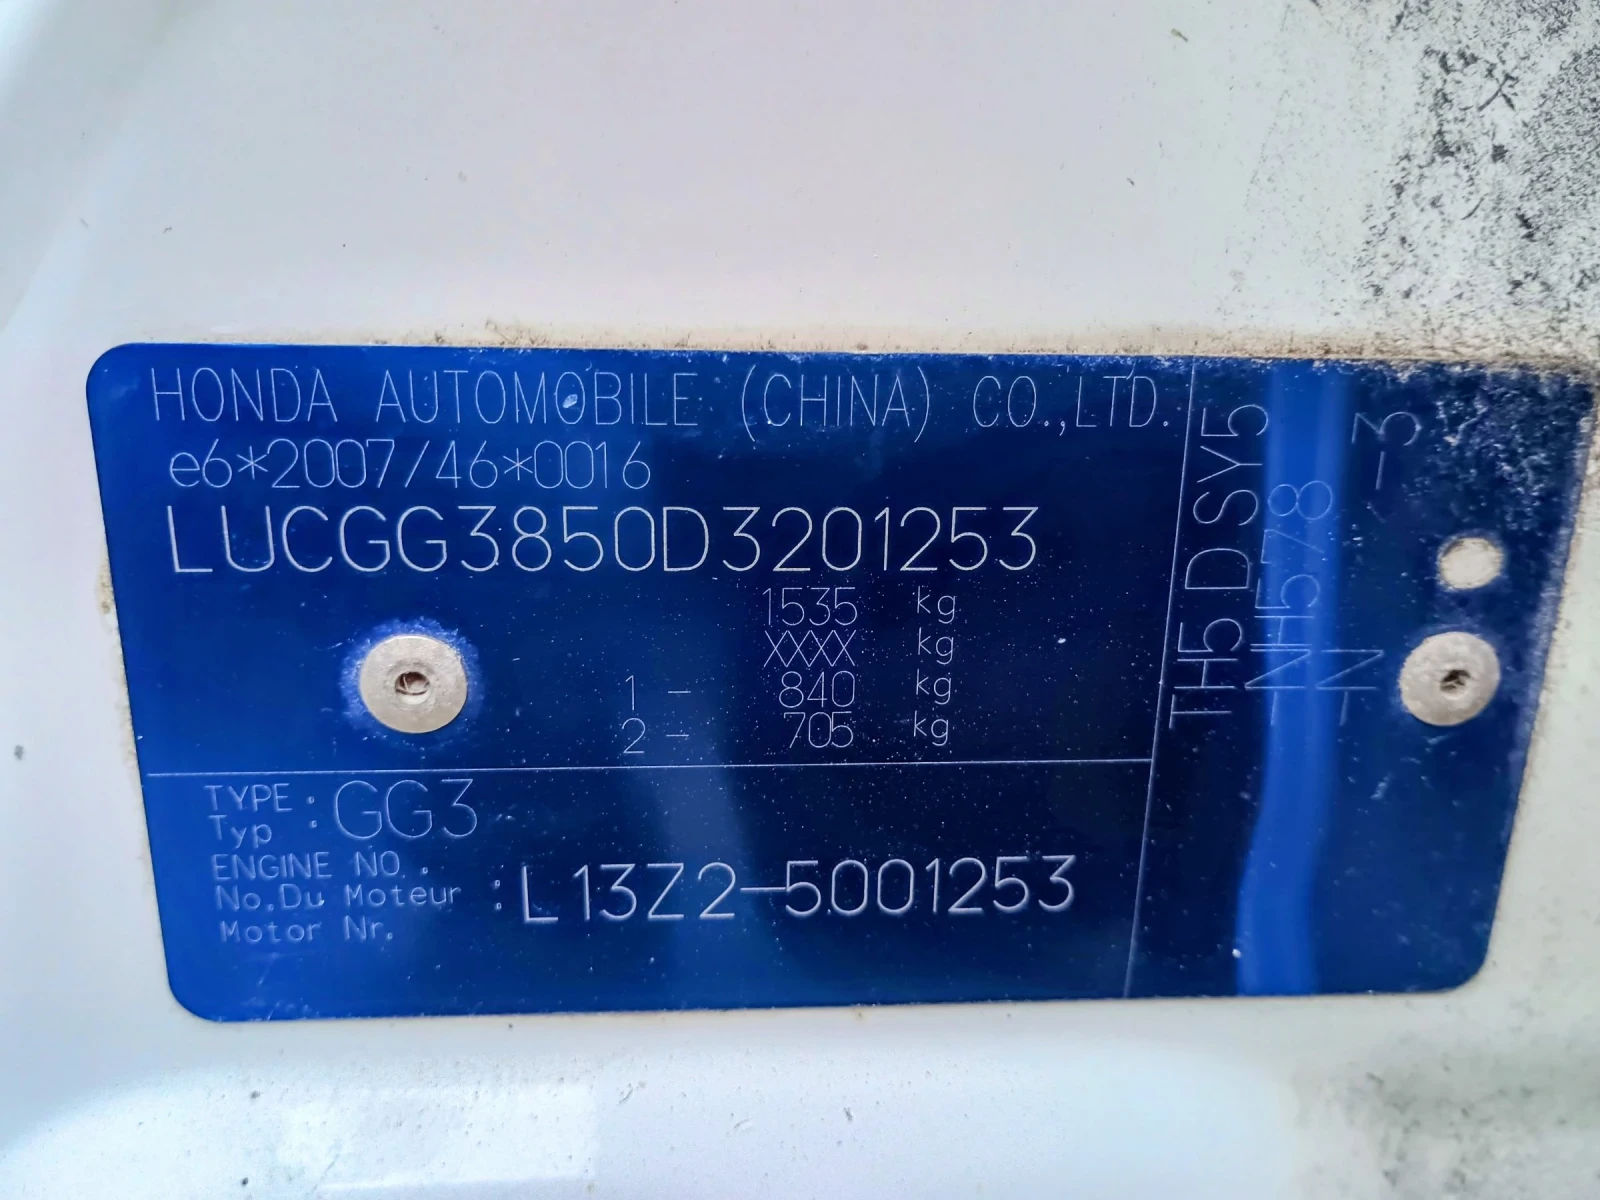 HONDA AUTOMOBILE (CHINA) CO.,LTD.
e6*2007/46*0016
LUCGG3850D3201253
1535 kg
XXXX kg
1 - 840 kg
2 - 705 kg
TYPE :
Typ : GG3
ENGINE NO.
No.Du Moteur : L13Z2-5001253
Motor Nr.
TH5 DSY5
-NH578
-N -3